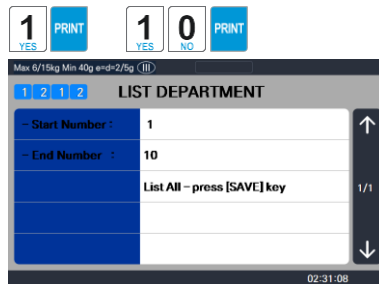 1 YES PRINT 1 YES 0 NO PRINT
Max 6/15kg Min 40g e=d=2/5g III
1 2 1 2 LIST DEPARTMENT
- Start Number : 1
- End Number : 10
List All - press [SAVE] key
1/1
02:31:08